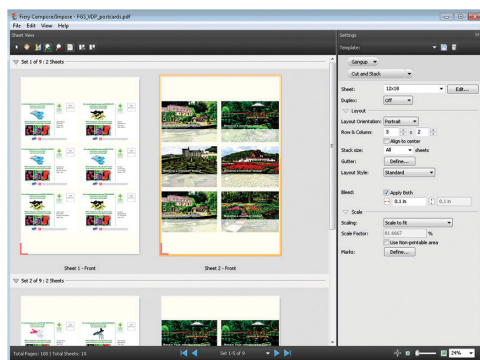 Fiery Compose/Impose - FGS_VDP_postcards.pdf
File Edit View Help
Sheet View
Settings
Template:
Set 1 of 9 : 2 Sheets
Gangup
Cut and Stack
Sheet: 12x18 Edit...
Duplex: Off
Layout
Layout Orientation: Portrait
Row & Column: 3 x 2
Align to center
Stack size: All sheets
Gutter: Define...
Layout Style: Standard
Bleed: Apply Both
0.1 in 0.1 in
Scale
Scaling: Scale to fit
Scale Factor: 81.6667 %
Use Non-printable area
Marks: Define...
Sheet 1 - Front
Sheet 2 - Front
Set 2 of 9 : 2 Sheets
Total Pages: 108 | Total Sheets: 18
Set 1-5 of 9
24%